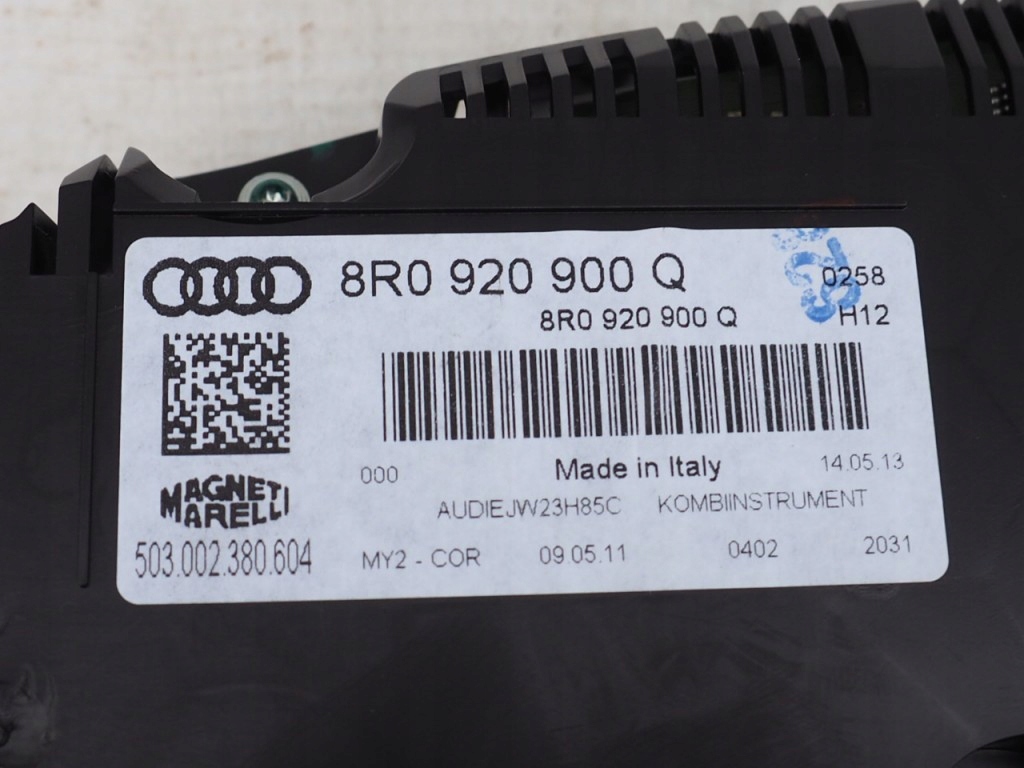 8R0 920 900 Q 0258
8R0 920 900 Q H12
000 Made in Italy 14.05.13
MAGNETI MARELLI
AUDIEJW23H85C KOMBIINSTRUMENT
503.002.380.604 MY2 - COR 09.05.11 0402 2031